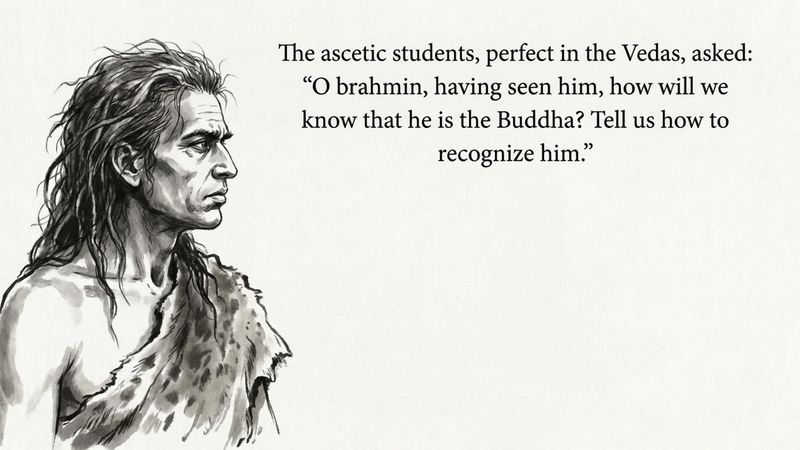 The ascetic students, perfect in the Vedas, asked:
“O brahmin, having seen him, how will we
know that he is the Buddha? Tell us how to
recognize him.”